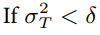 If σ_T^2 < δ